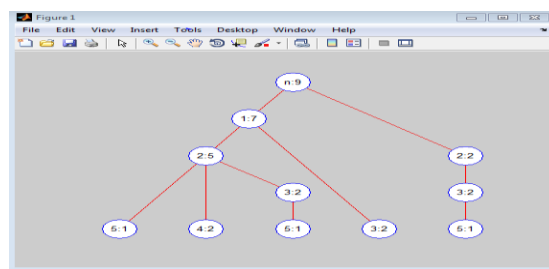 Figure 1
File Edit View Insert Tools Desktop Window Help
n:9
1:7
2:5 2:2
3:2 3:2
5:1 4:2 5:1 3:2 5:1